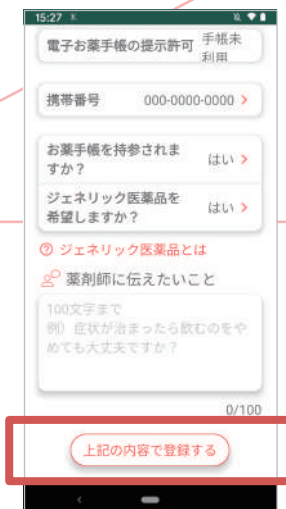 15:27 K
電子お薬手帳の提示許可 手帳未
利用
携帯番号 000-0000-0000 >
お薬手帳を持参されま
すか？ はい >
ジェネリック医薬品を
希望しますか？ はい >
? ジェネリック医薬品とは
薬剤師に伝えたいこと
100文字まで
例）症状が治まったら飲むのをや
めても大丈夫ですか？
0/100
上記の内容で登録する